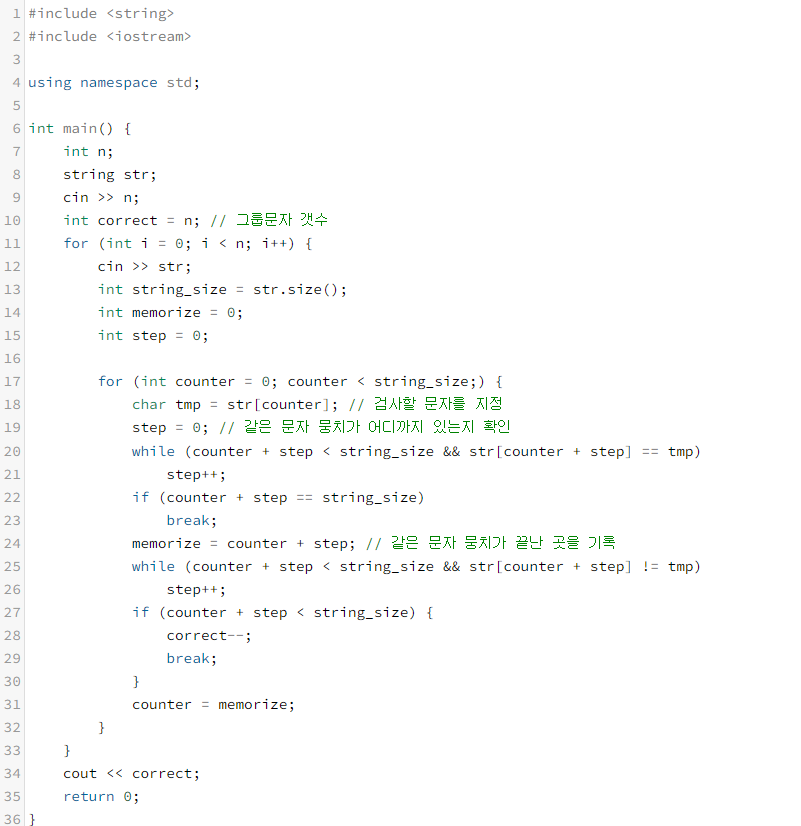 1 #include <string>
2 #include <iostream>
3
4 using namespace std;
5
6 int main() {
7     int n;
8     string str;
9     cin >> n;
10     int correct = n; // 그룹문자 갯수
11     for (int i = 0; i < n; i++) {
12         cin >> str;
13         int string_size = str.size();
14         int memorize = 0;
15         int step = 0;
16
17         for (int counter = 0; counter < string_size;) {
18             char tmp = str[counter]; // 검사할 문자를 지정
19             step = 0; // 같은 문자 뭉치가 어디까지 있는지 확인
20             while (counter + step < string_size && str[counter + step] == tmp)
21                 step++;
22             if (counter + step == string_size)
23                 break;
24             memorize = counter + step; // 같은 문자 뭉치가 끝난 곳을 기록
25             while (counter + step < string_size && str[counter + step] != tmp)
26                 step++;
27             if (counter + step < string_size) {
28                 correct--;
29                 break;
30             }
31             counter = memorize;
32         }
33     }
34     cout << correct;
35     return 0;
36 }